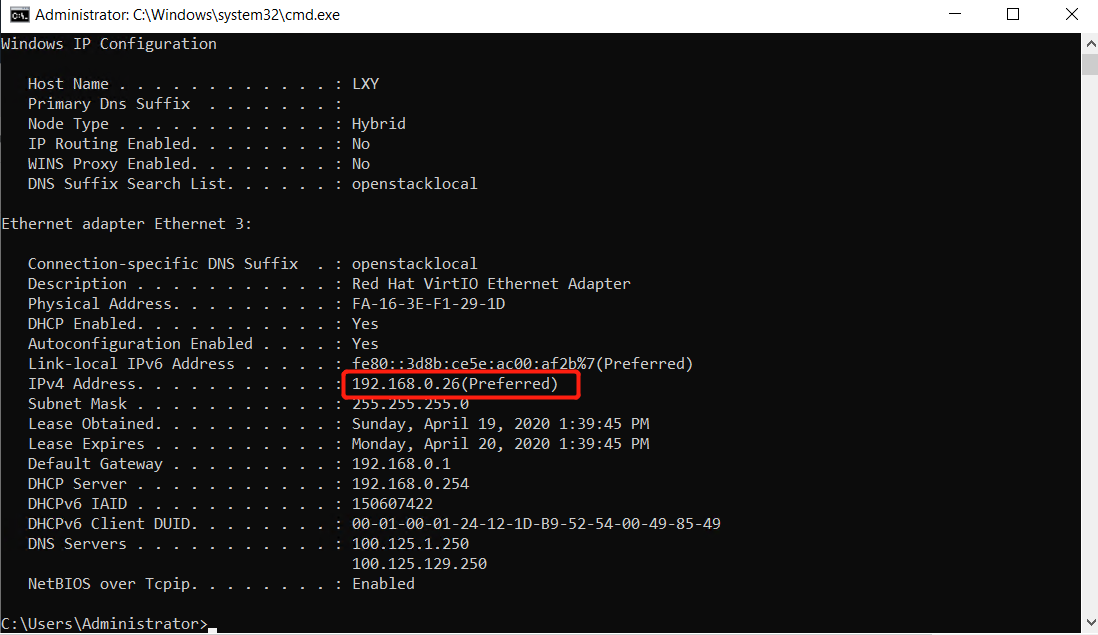 Administrator: C:\Windows\system32\cmd.exe
Windows IP Configuration
Host Name . . . . . . . . . . . . : LXY
Primary Dns Suffix  . . . . . . . :
Node Type . . . . . . . . . . . . : Hybrid
IP Routing Enabled. . . . . . . . : No
WINS Proxy Enabled. . . . . . . . : No
DNS Suffix Search List. . . . . . : openstacklocal
Ethernet adapter Ethernet 3:
Connection-specific DNS Suffix  . : openstacklocal
Description . . . . . . . . . . . : Red Hat VirtIO Ethernet Adapter
Physical Address. . . . . . . . . : FA-16-3E-F1-29-1D
DHCP Enabled. . . . . . . . . . . : Yes
Autoconfiguration Enabled . . . . : Yes
Link-local IPv6 Address . . . . . : fe80::3d8b:ce5e:ac00:af2b%7(Preferred)
IPv4 Address. . . . . . . . . . . : 192.168.0.26(Preferred)
Subnet Mask . . . . . . . . . . . : 255.255.255.0
Lease Obtained. . . . . . . . . . : Sunday, April 19, 2020 1:39:45 PM
Lease Expires . . . . . . . . . . : Monday, April 20, 2020 1:39:45 PM
Default Gateway . . . . . . . . . : 192.168.0.1
DHCP Server . . . . . . . . . . . : 192.168.0.254
DHCPv6 IAID . . . . . . . . . . . : 150607422
DHCPv6 Client DUID. . . . . . . . : 00-01-00-01-24-12-1D-B9-52-54-00-49-85-49
DNS Servers . . . . . . . . . . . : 100.125.1.250
100.125.129.250
NetBIOS over Tcpip. . . . . . . . : Enabled
C:\Users\Administrator>